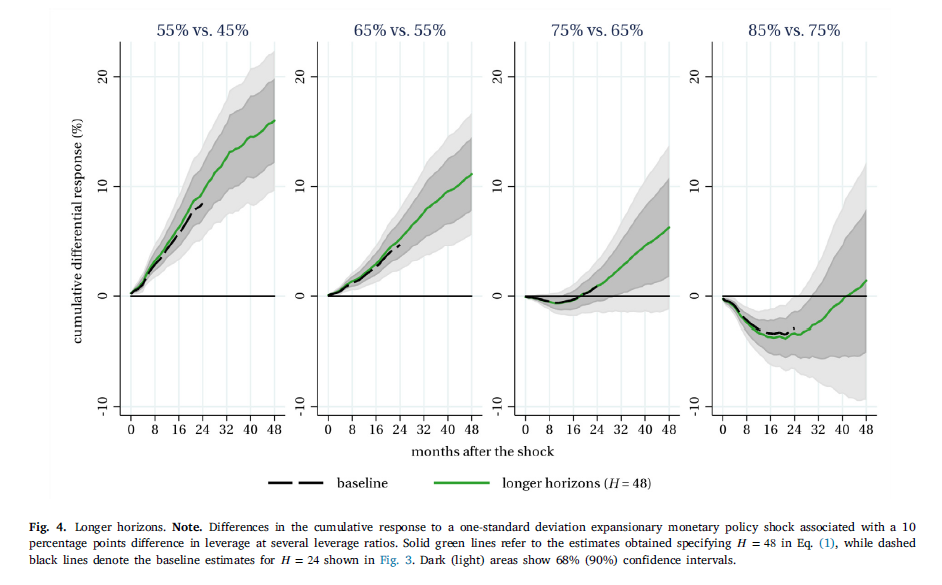 55% vs. 45%
65% vs. 55%
75% vs. 65%
85% vs. 75%
cumulative differential response (%)
20
10
0
-10
20
10
0
-10
20
10
0
-10
20
10
0
-10
0 8 16 24 32 40 48
0 8 16 24 32 40 48
0 8 16 24 32 40 48
0 8 16 24 32 40 48
months after the shock
baseline
longer horizons (H = 48)
Fig. 4. Longer horizons. Note. Differences in the cumulative response to a one-standard deviation expansionary monetary policy shock associated with a 10
percentage points difference in leverage at several leverage ratios. Solid green lines refer to the estimates obtained specifying H = 48 in Eq. (1), while dashed
black lines denote the baseline estimates for H = 24 shown in Fig. 3. Dark (light) areas show 68% (90%) confidence intervals.